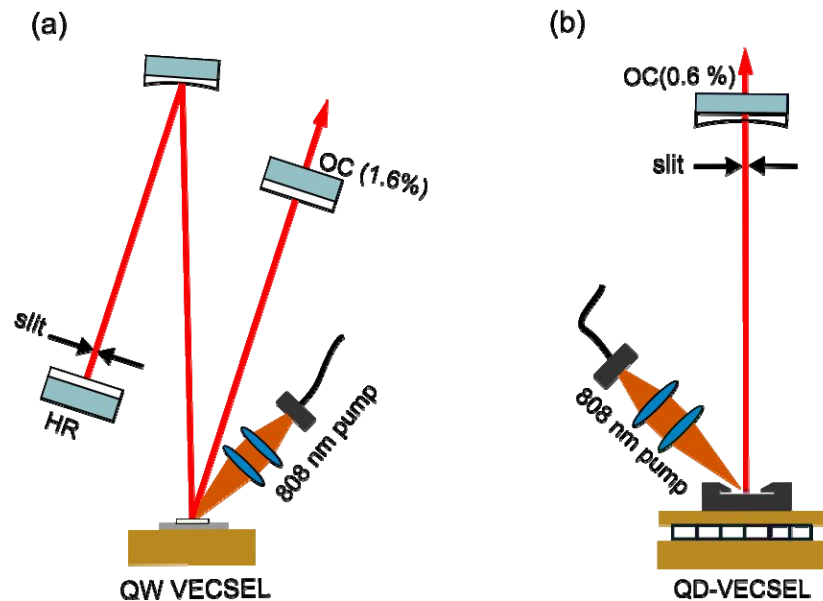 (a)
OC (1.6%)
slit
HR
808 nm pump
QW VECSEL
(b)
OC(0.6 %)
slit
808 nm pump
QD-VECSEL